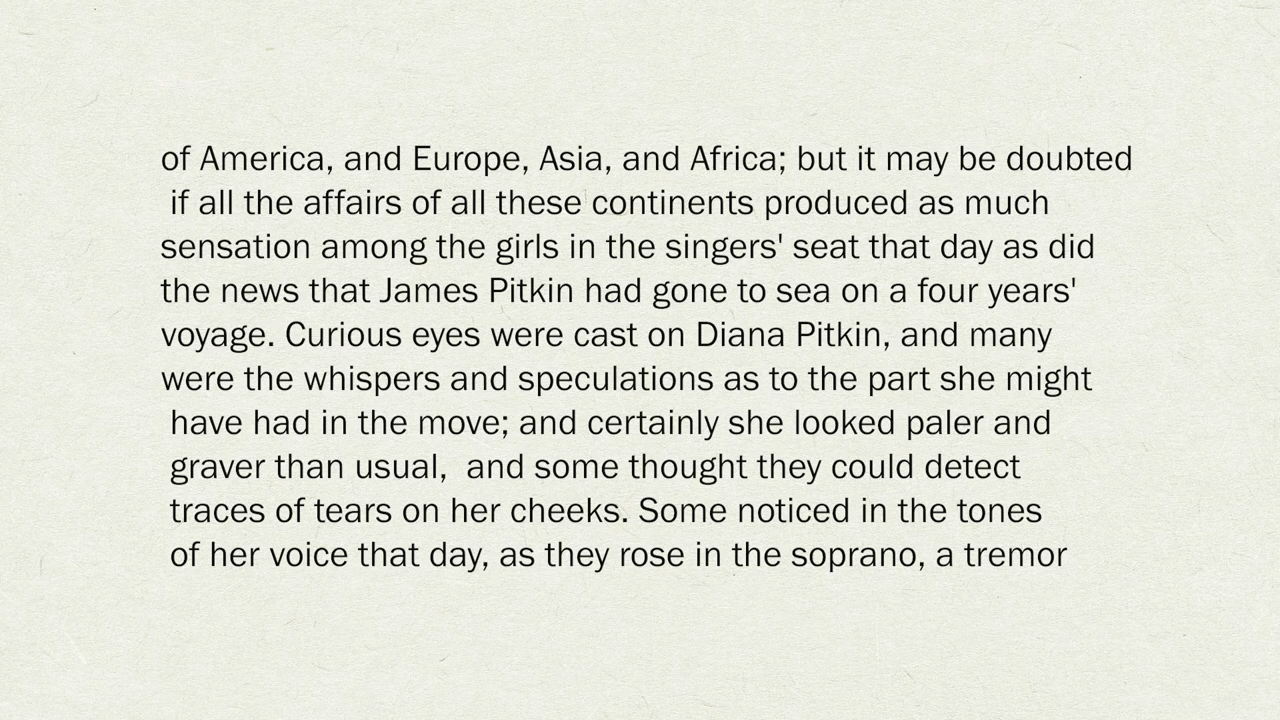 of America, and Europe, Asia, and Africa; but it may be doubted
if all the affairs of all these continents produced as much
sensation among the girls in the singers' seat that day as did
the news that James Pitkin had gone to sea on a four years'
voyage. Curious eyes were cast on Diana Pitkin, and many
were the whispers and speculations as to the part she might
have had in the move; and certainly she looked paler and
graver than usual,  and some thought they could detect
traces of tears on her cheeks. Some noticed in the tones
of her voice that day, as they rose in the soprano, a tremor